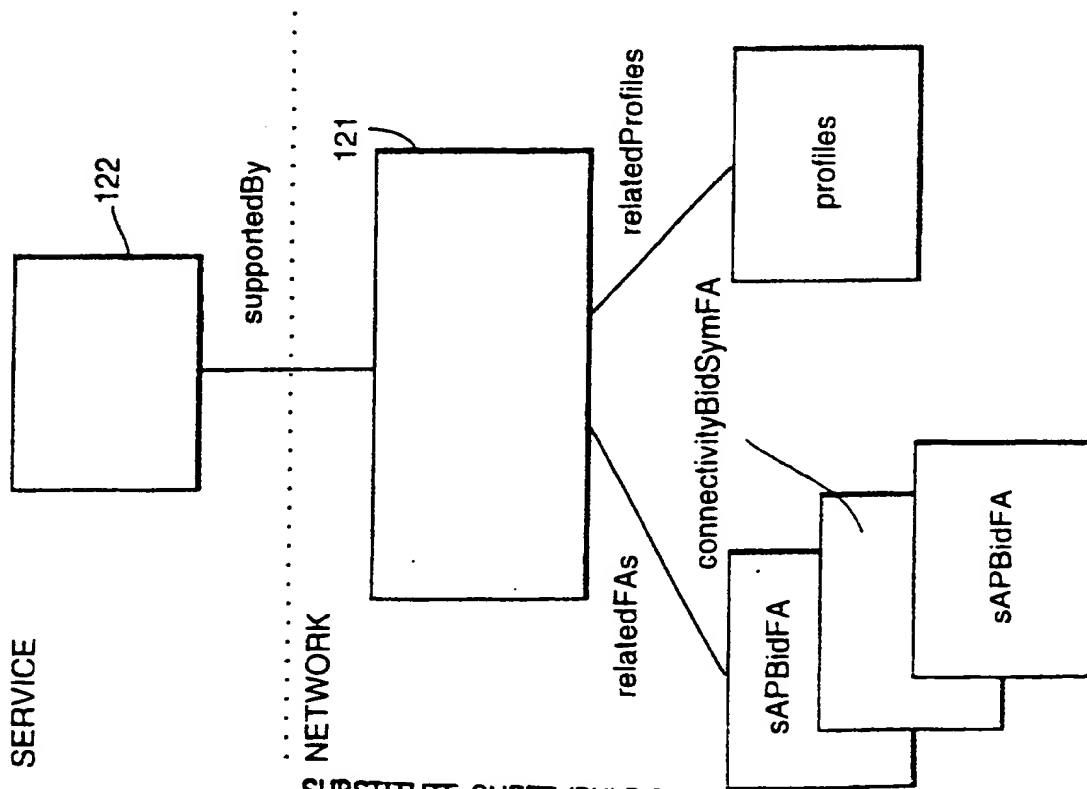 SERVICE
122
supportedBy
NETWORK
121
relatedFAs
relatedProfiles
connectivityBidSymFA
sAPBidFA
sAPBidFA
profiles